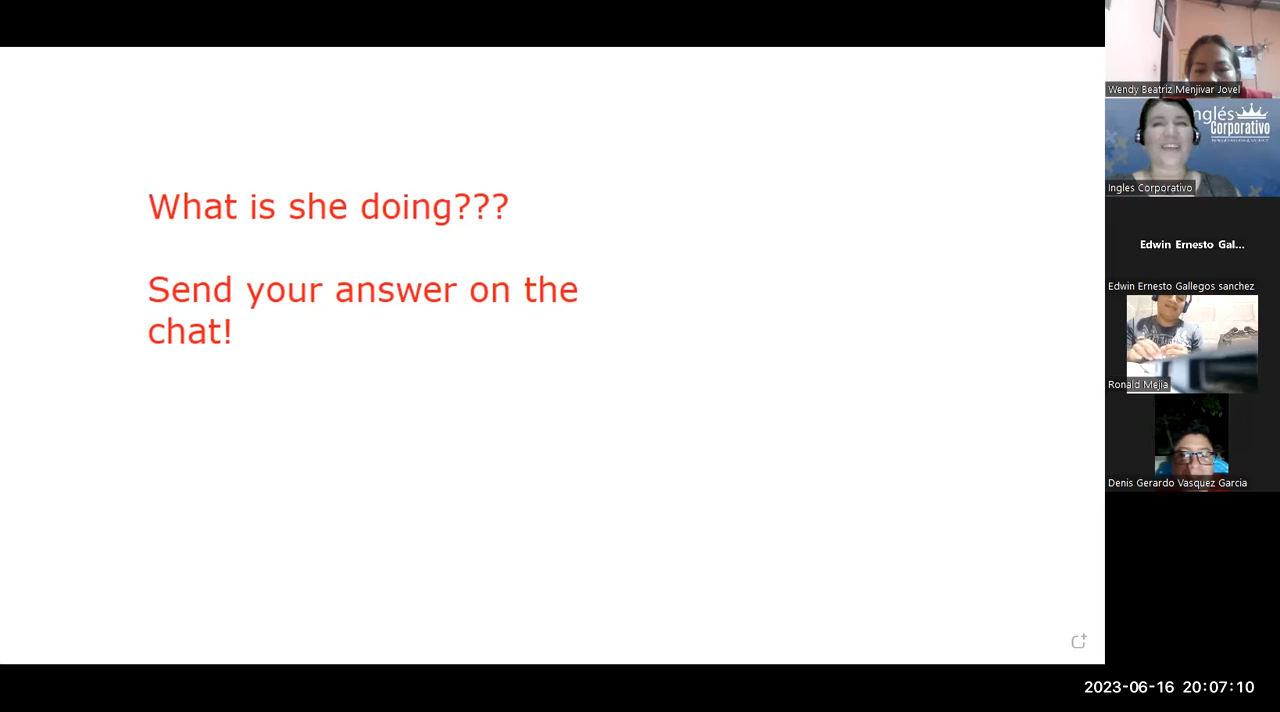 What is she doing???
Send your answer on the
chat!
Wendy Beatriz Menjivar Jovel
Inglés
Corporativo
Ingles Corporativo
Edwin Ernesto Gal...
Edwin Ernesto Gallegos sanchez
Ronald Mejia
Denis Gerardo Vasquez Garcia
2023-06-16 20:07:10